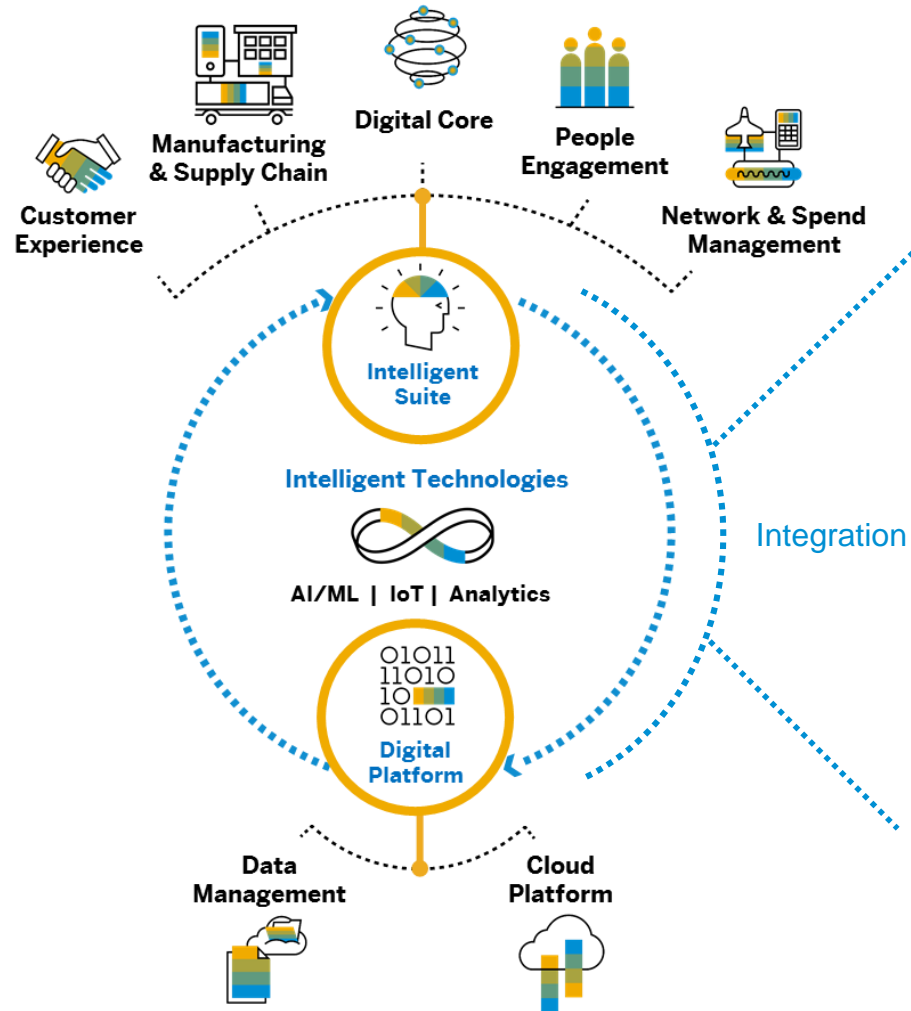 Digital Core
Manufacturing
& Supply Chain
People
Engagement
Customer
Experience
Network & Spend
Management
Intelligent
Suite
Intelligent Technologies
Integration
AI/ML | IoT | Analytics
01011
11010
10
01101
Digital
Platform
Data
Management
Cloud
Platform